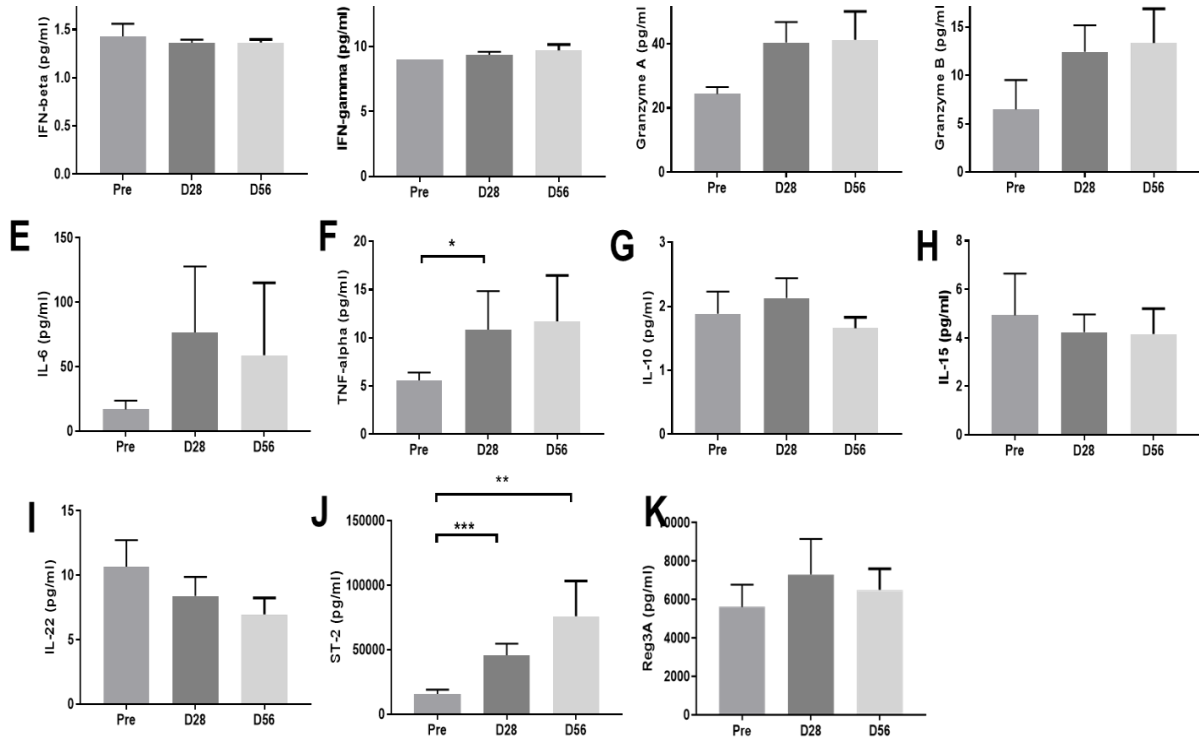 IFN-beta (pg/ml)
1.5
1.0
0.5
0.0
Pre D28 D56
IFN-gamma (pg/ml)
10
5
0
Pre D28 D56
Granzyme A (pg/ml)
40
20
0
Pre D28 D56
Granzyme B (pg/ml)
15
10
5
0
Pre D28 D56
E
IL-6 (pg/ml)
150
100
50
0
Pre D28 D56
F
TNF-alpha (pg/ml)
20
15
10
5
0
*
Pre D28 D56
G
IL-10 (pg/ml)
3
2
1
0
Pre D28 D56
H
IL-15 (pg/ml)
8
6
4
2
0
Pre D28 D56
I
IL-22 (pg/ml)
15
10
5
0
Pre D28 D56
J
ST-2 (pg/ml)
150000
100000
50000
0
**
***
Pre D28 D56
K
Reg3A (pg/ml)
8000
6000
4000
2000
0
Pre D28 D56